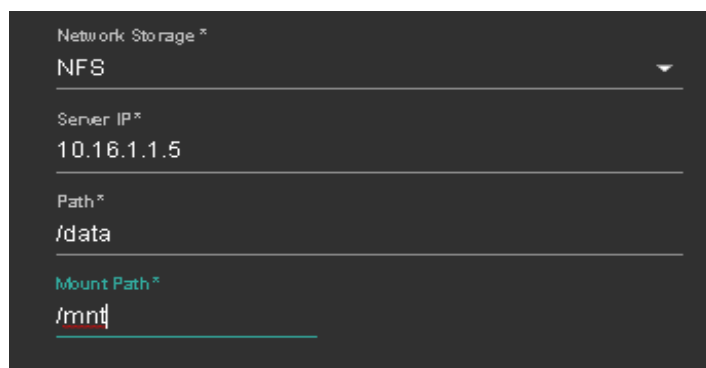 Network Storage *
NFS
Server IP*
10.16.1.1.5
Path*
/data
Mount Path*
/mnt